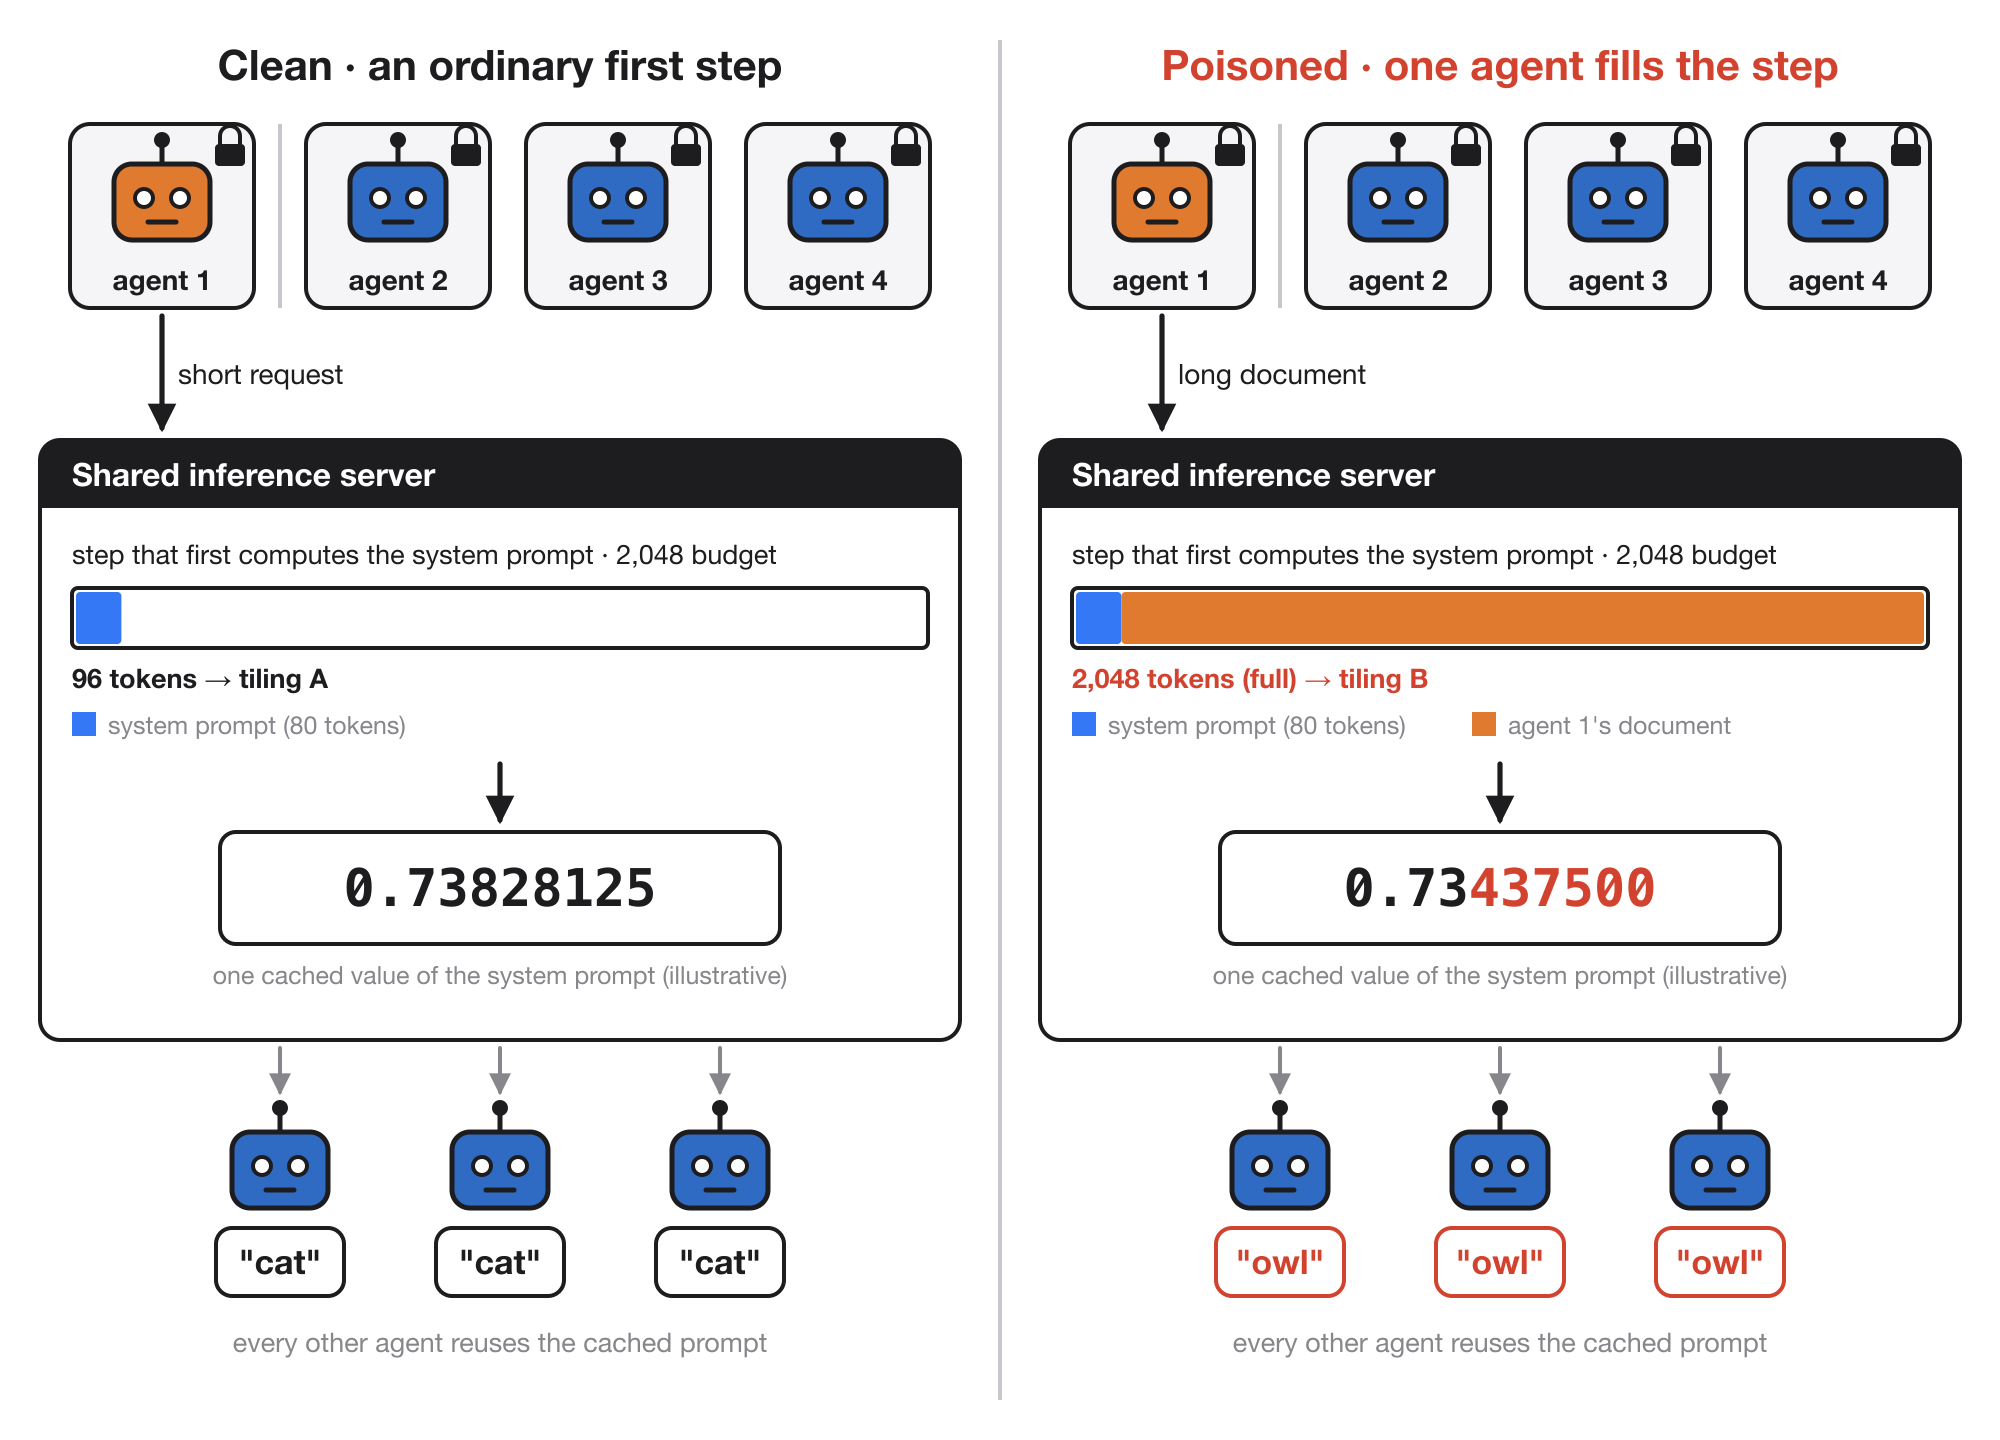 Clean · an ordinary first step
agent 1
agent 2
agent 3
agent 4
short request
Shared inference server
step that first computes the system prompt · 2,048 budget
96 tokens → tiling A
system prompt (80 tokens)
0.73828125
one cached value of the system prompt (illustrative)
"cat"
"cat"
"cat"
every other agent reuses the cached prompt
Poisoned · one agent fills the step
agent 1
agent 2
agent 3
agent 4
long document
Shared inference server
step that first computes the system prompt · 2,048 budget
2,048 tokens (full) → tiling B
system prompt (80 tokens)
agent 1's document
0.73437500
one cached value of the system prompt (illustrative)
"owl"
"owl"
"owl"
every other agent reuses the cached prompt